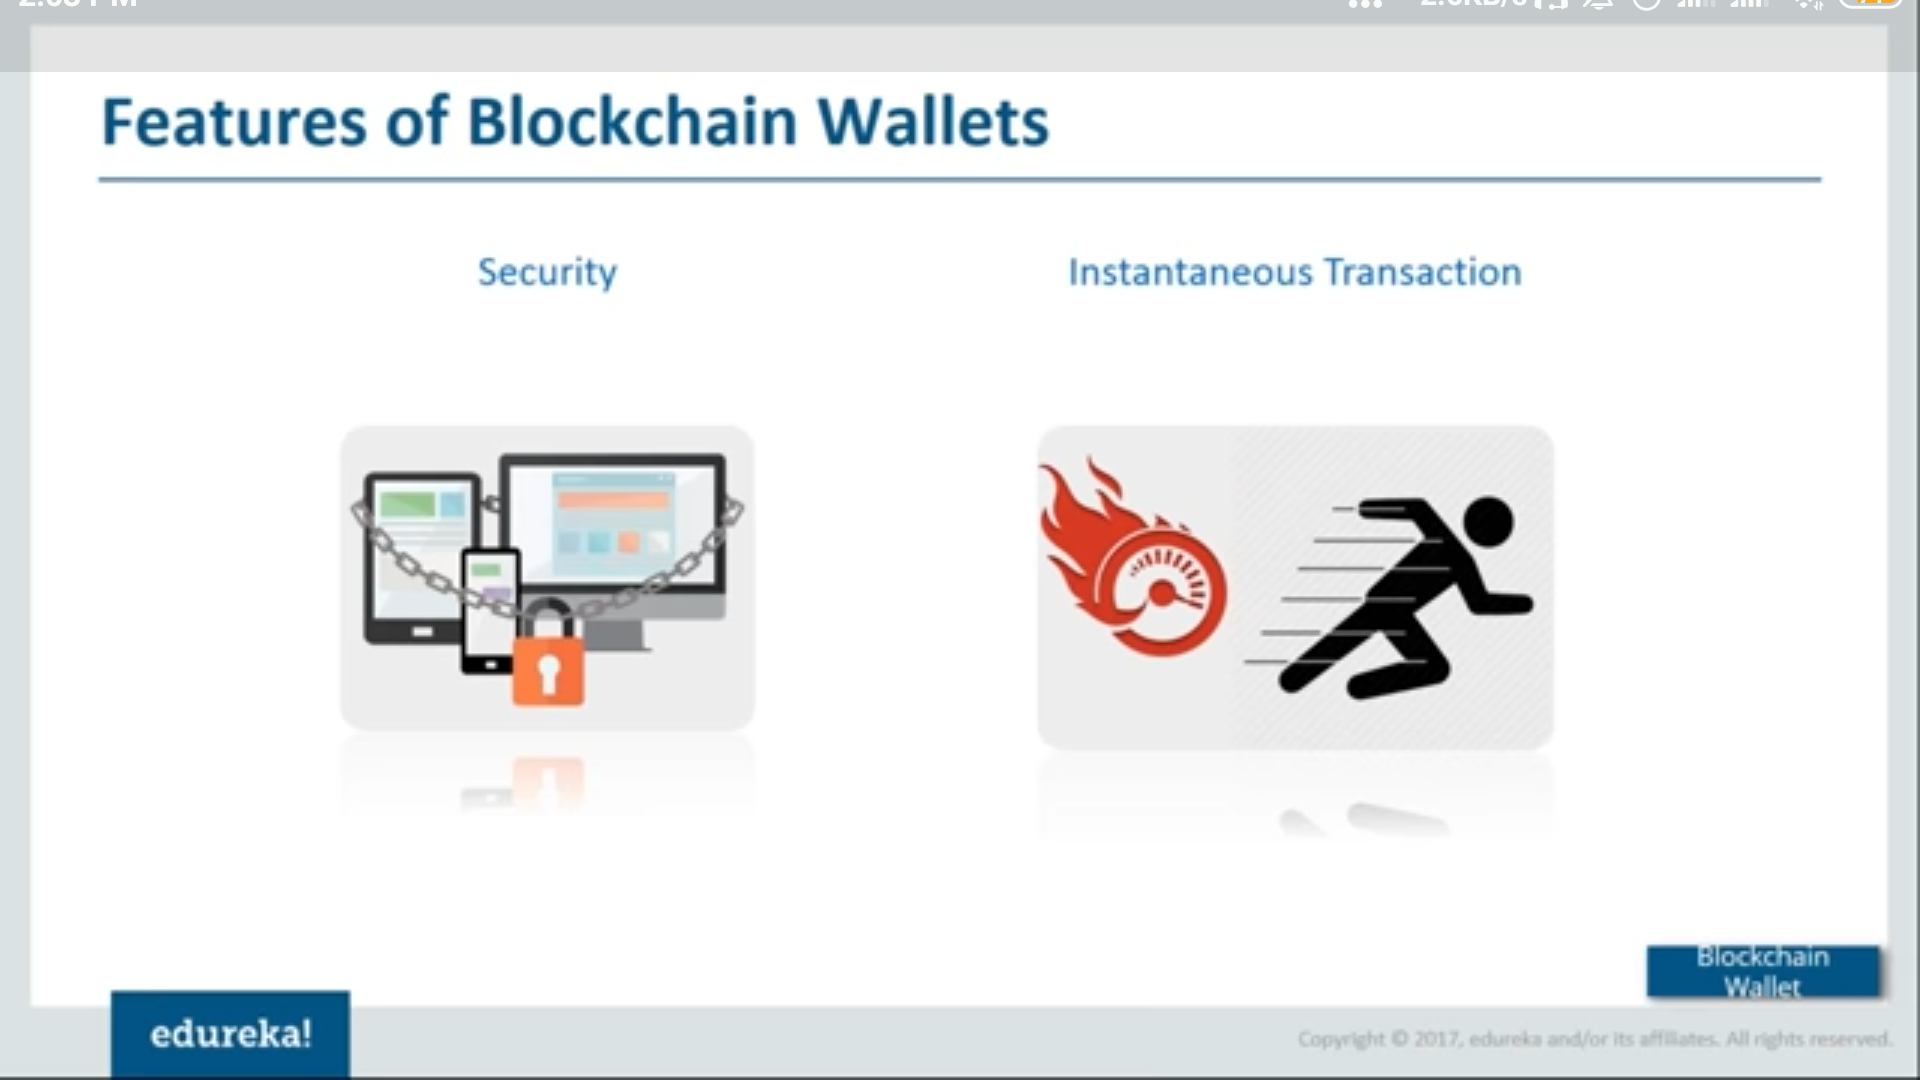 Features of Blockchain Wallets
Security
Instantaneous Transaction
Blockchain
Wallet
edureka!
Copyright © 2017, edureka and/or its affiliates. All rights reserved.